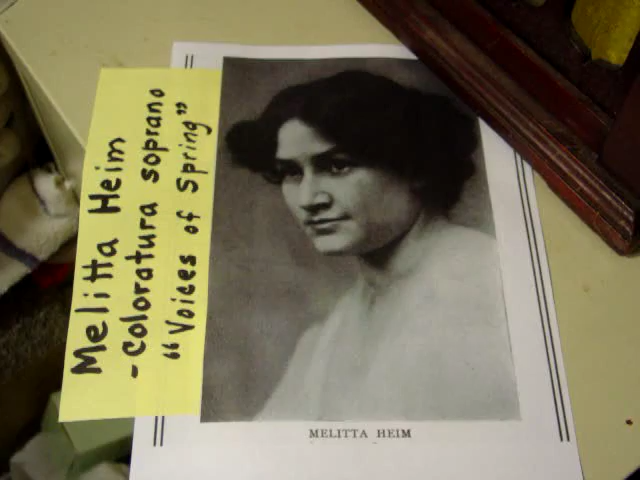 Melitta Heim
- Coloratura soprano
"Voices of Spring"
MELITTA HEIM